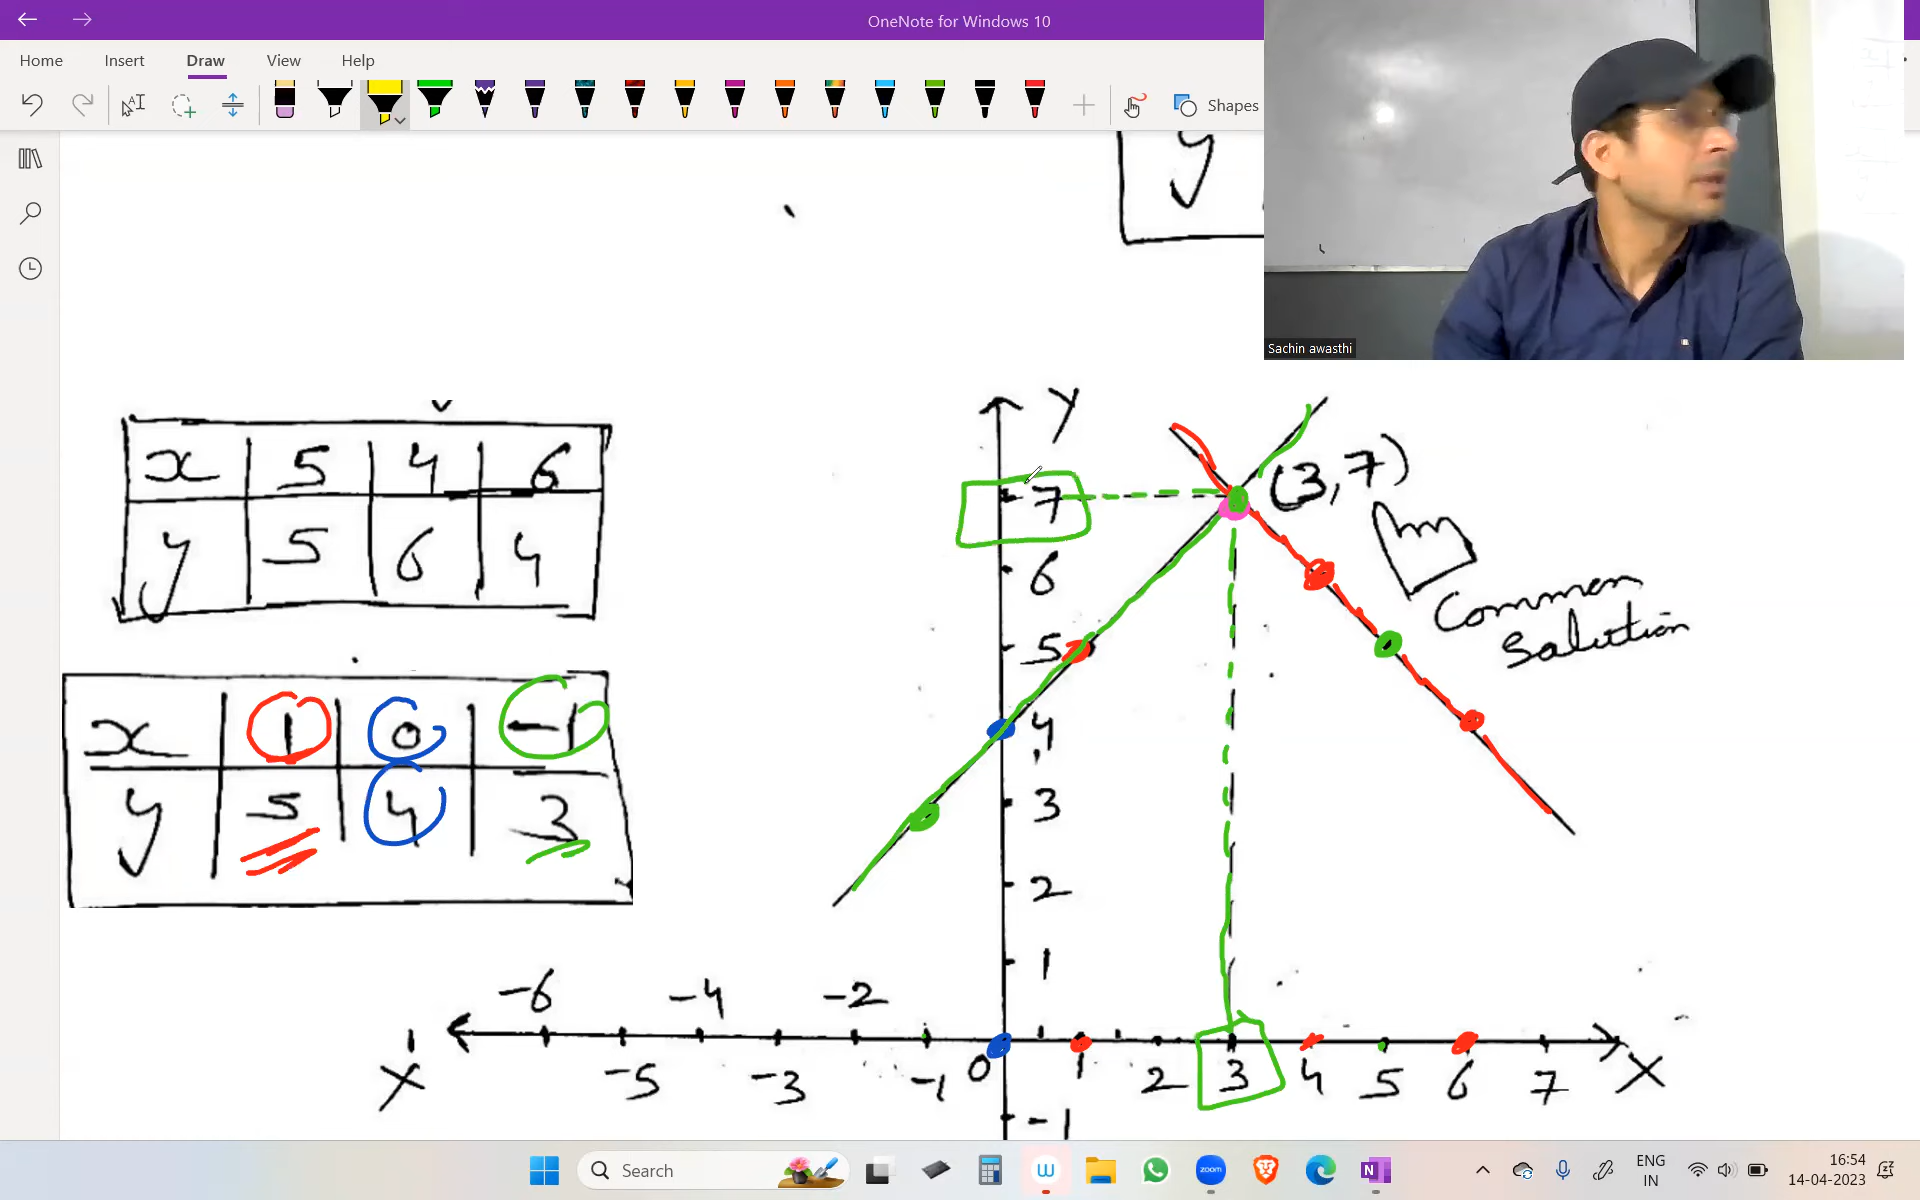 OneNote for Windows 10
Home Insert Draw View Help
Shapes
y
Sachin awasthi
x 5 4 6
y 5 6 4
x 1 0 -1
y 5 4 3
Y
7
6
5
4
3
2
1
(3,7)
Common
Solution
-6 -4 -2
X' -5 -3 -1 0 1 2 3 4 5 6 7 X
-1
Search
W
zoom
N
ENG
IN
16:54
14-04-2023